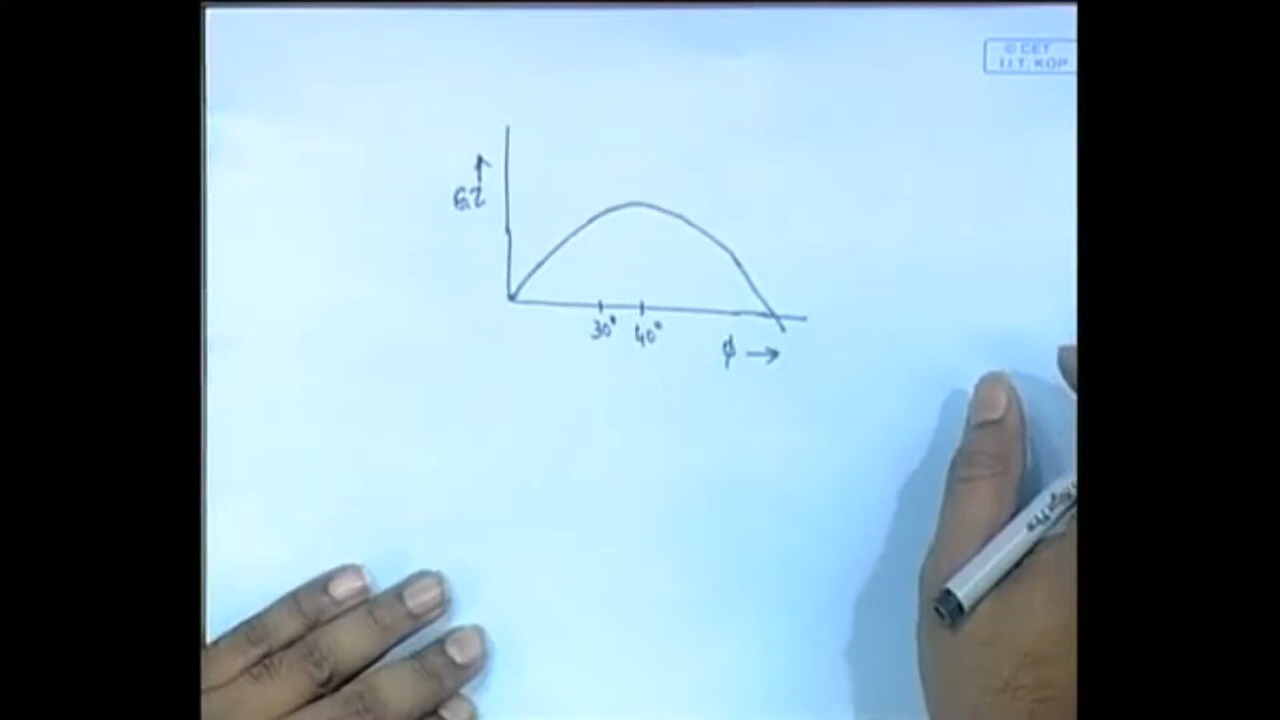 © CET
I.I.T. KGP
GZ
30° 40°
ϕ →